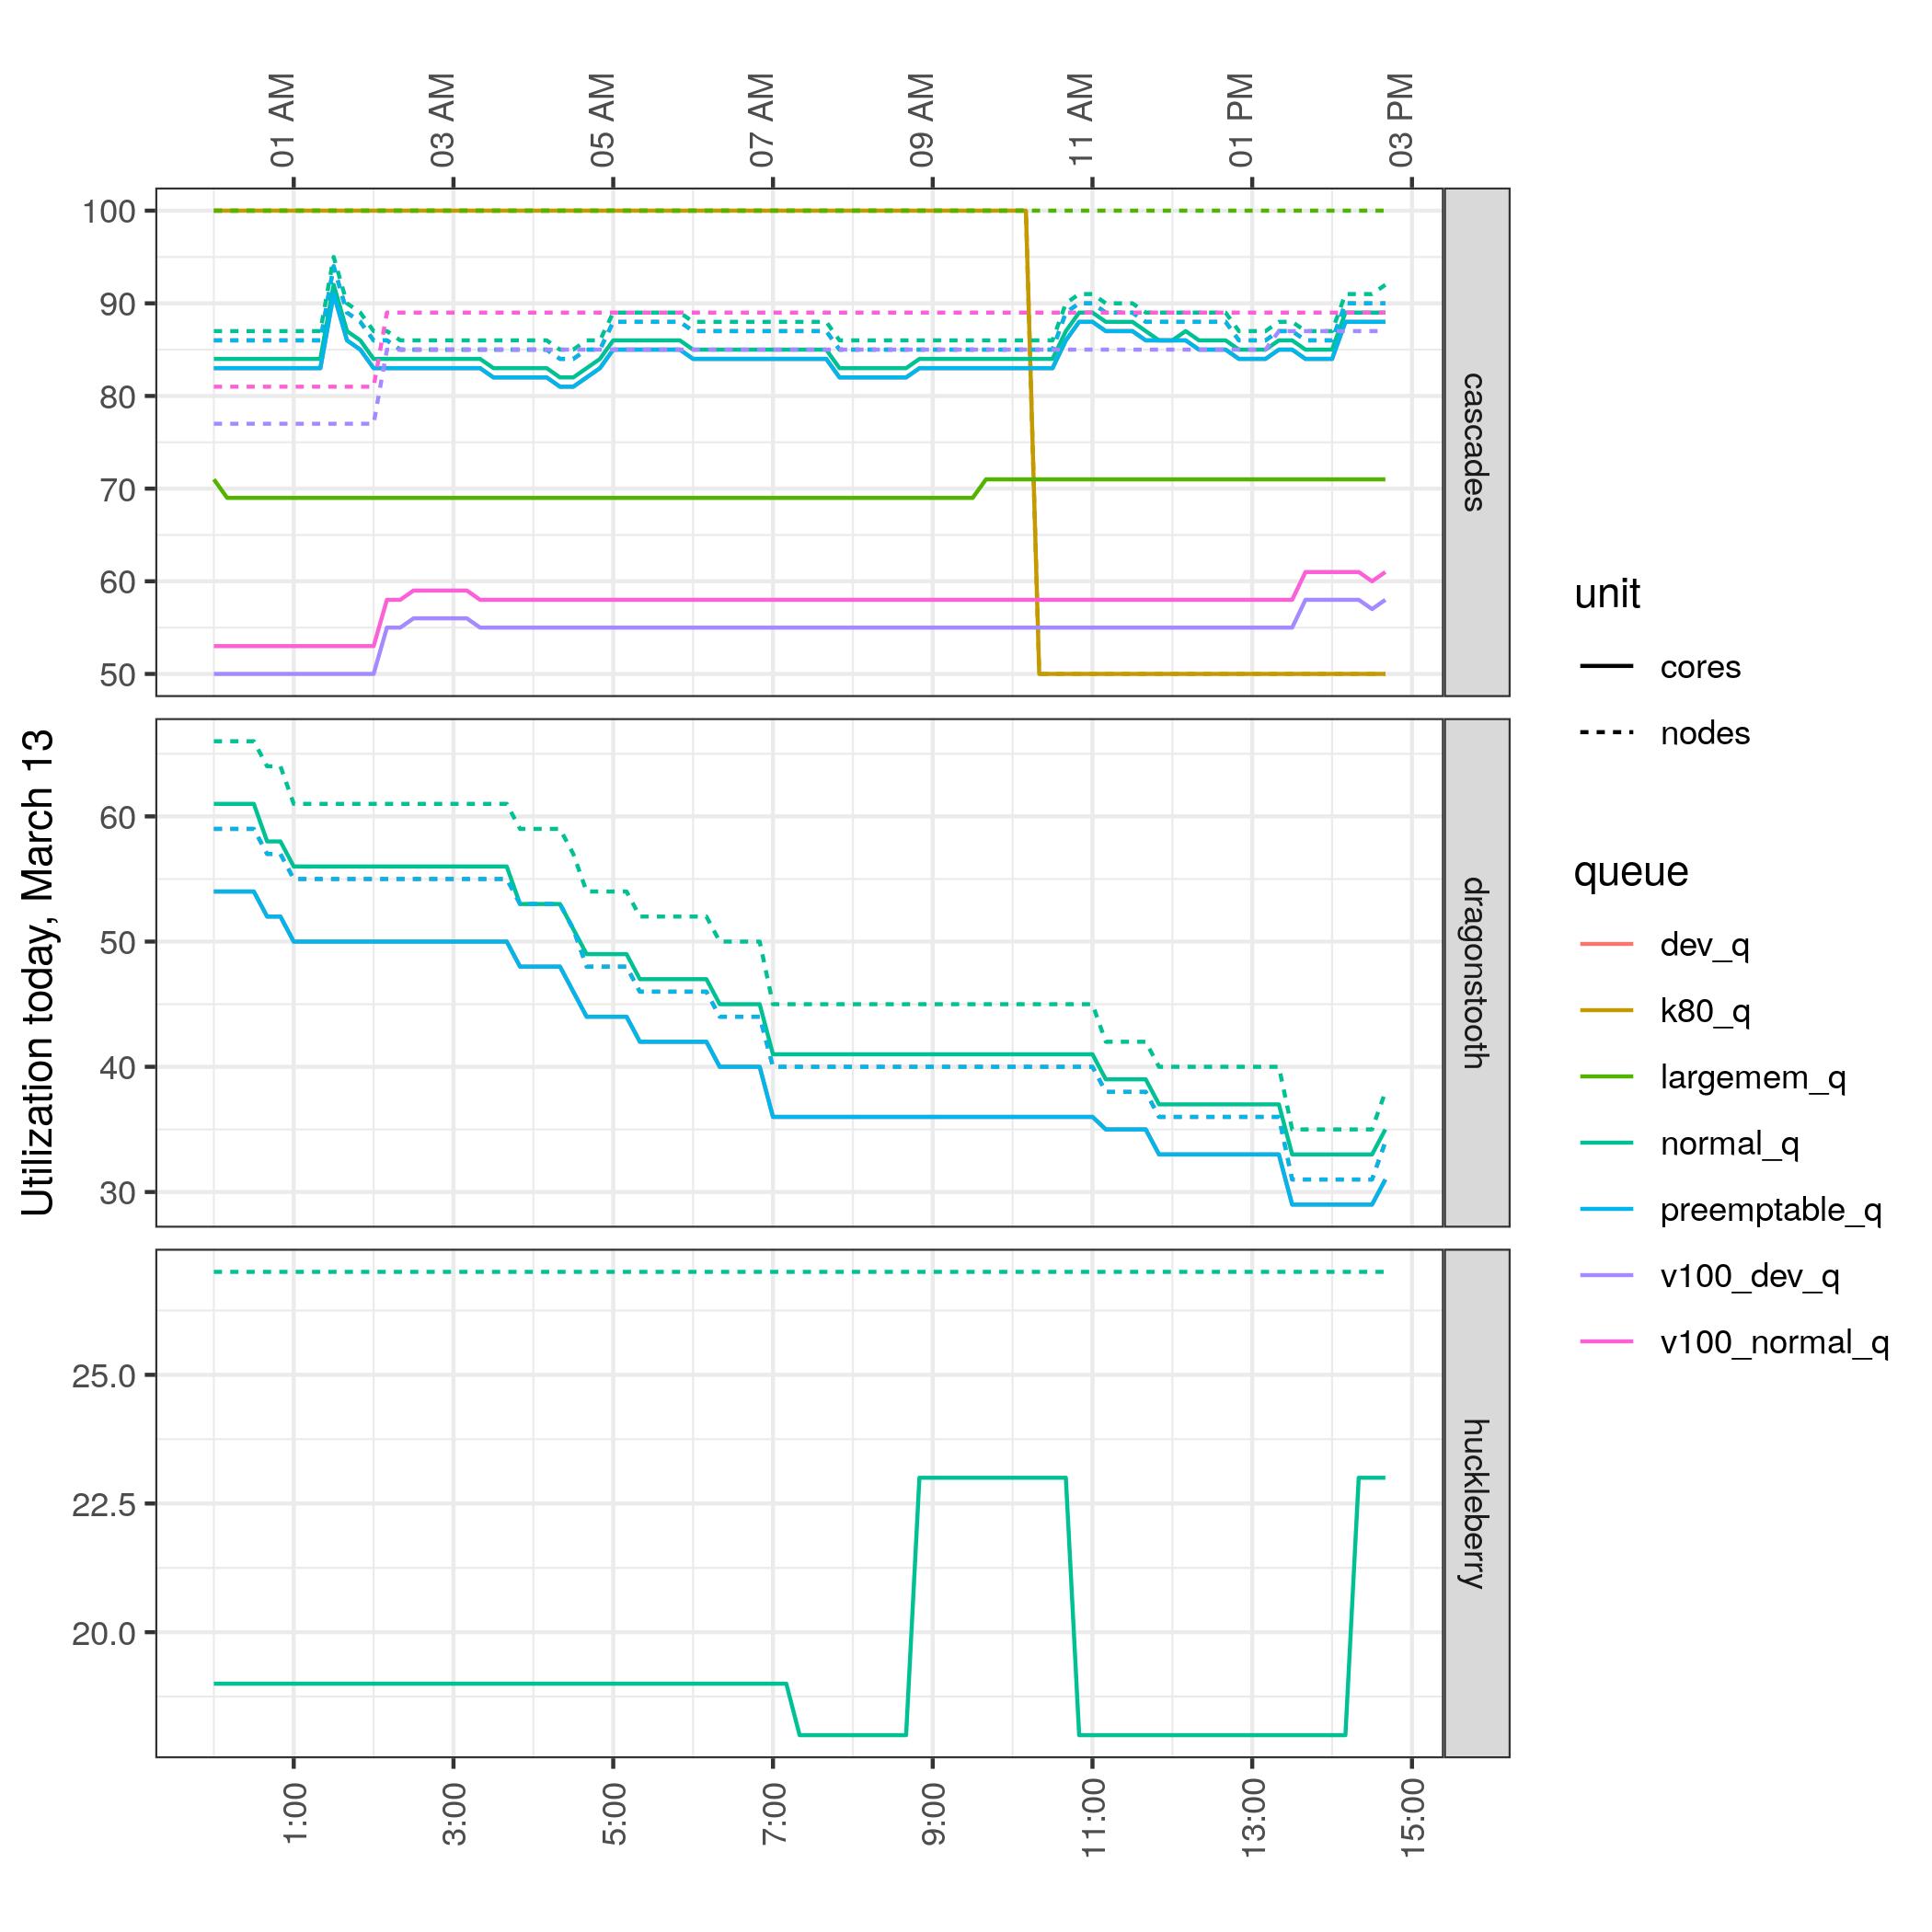 01 AM
03 AM
05 AM
07 AM
09 AM
11 AM
01 PM
03 PM
Utilization today, March 13
100
90
80
70
60
50
cascades
60
50
40
30
dragonstooth
25.0
22.5
20.0
huckleberry
1:00
3:00
5:00
7:00
9:00
11:00
13:00
15:00
unit
cores
nodes
queue
dev_q
k80_q
largemem_q
normal_q
preemptable_q
v100_dev_q
v100_normal_q